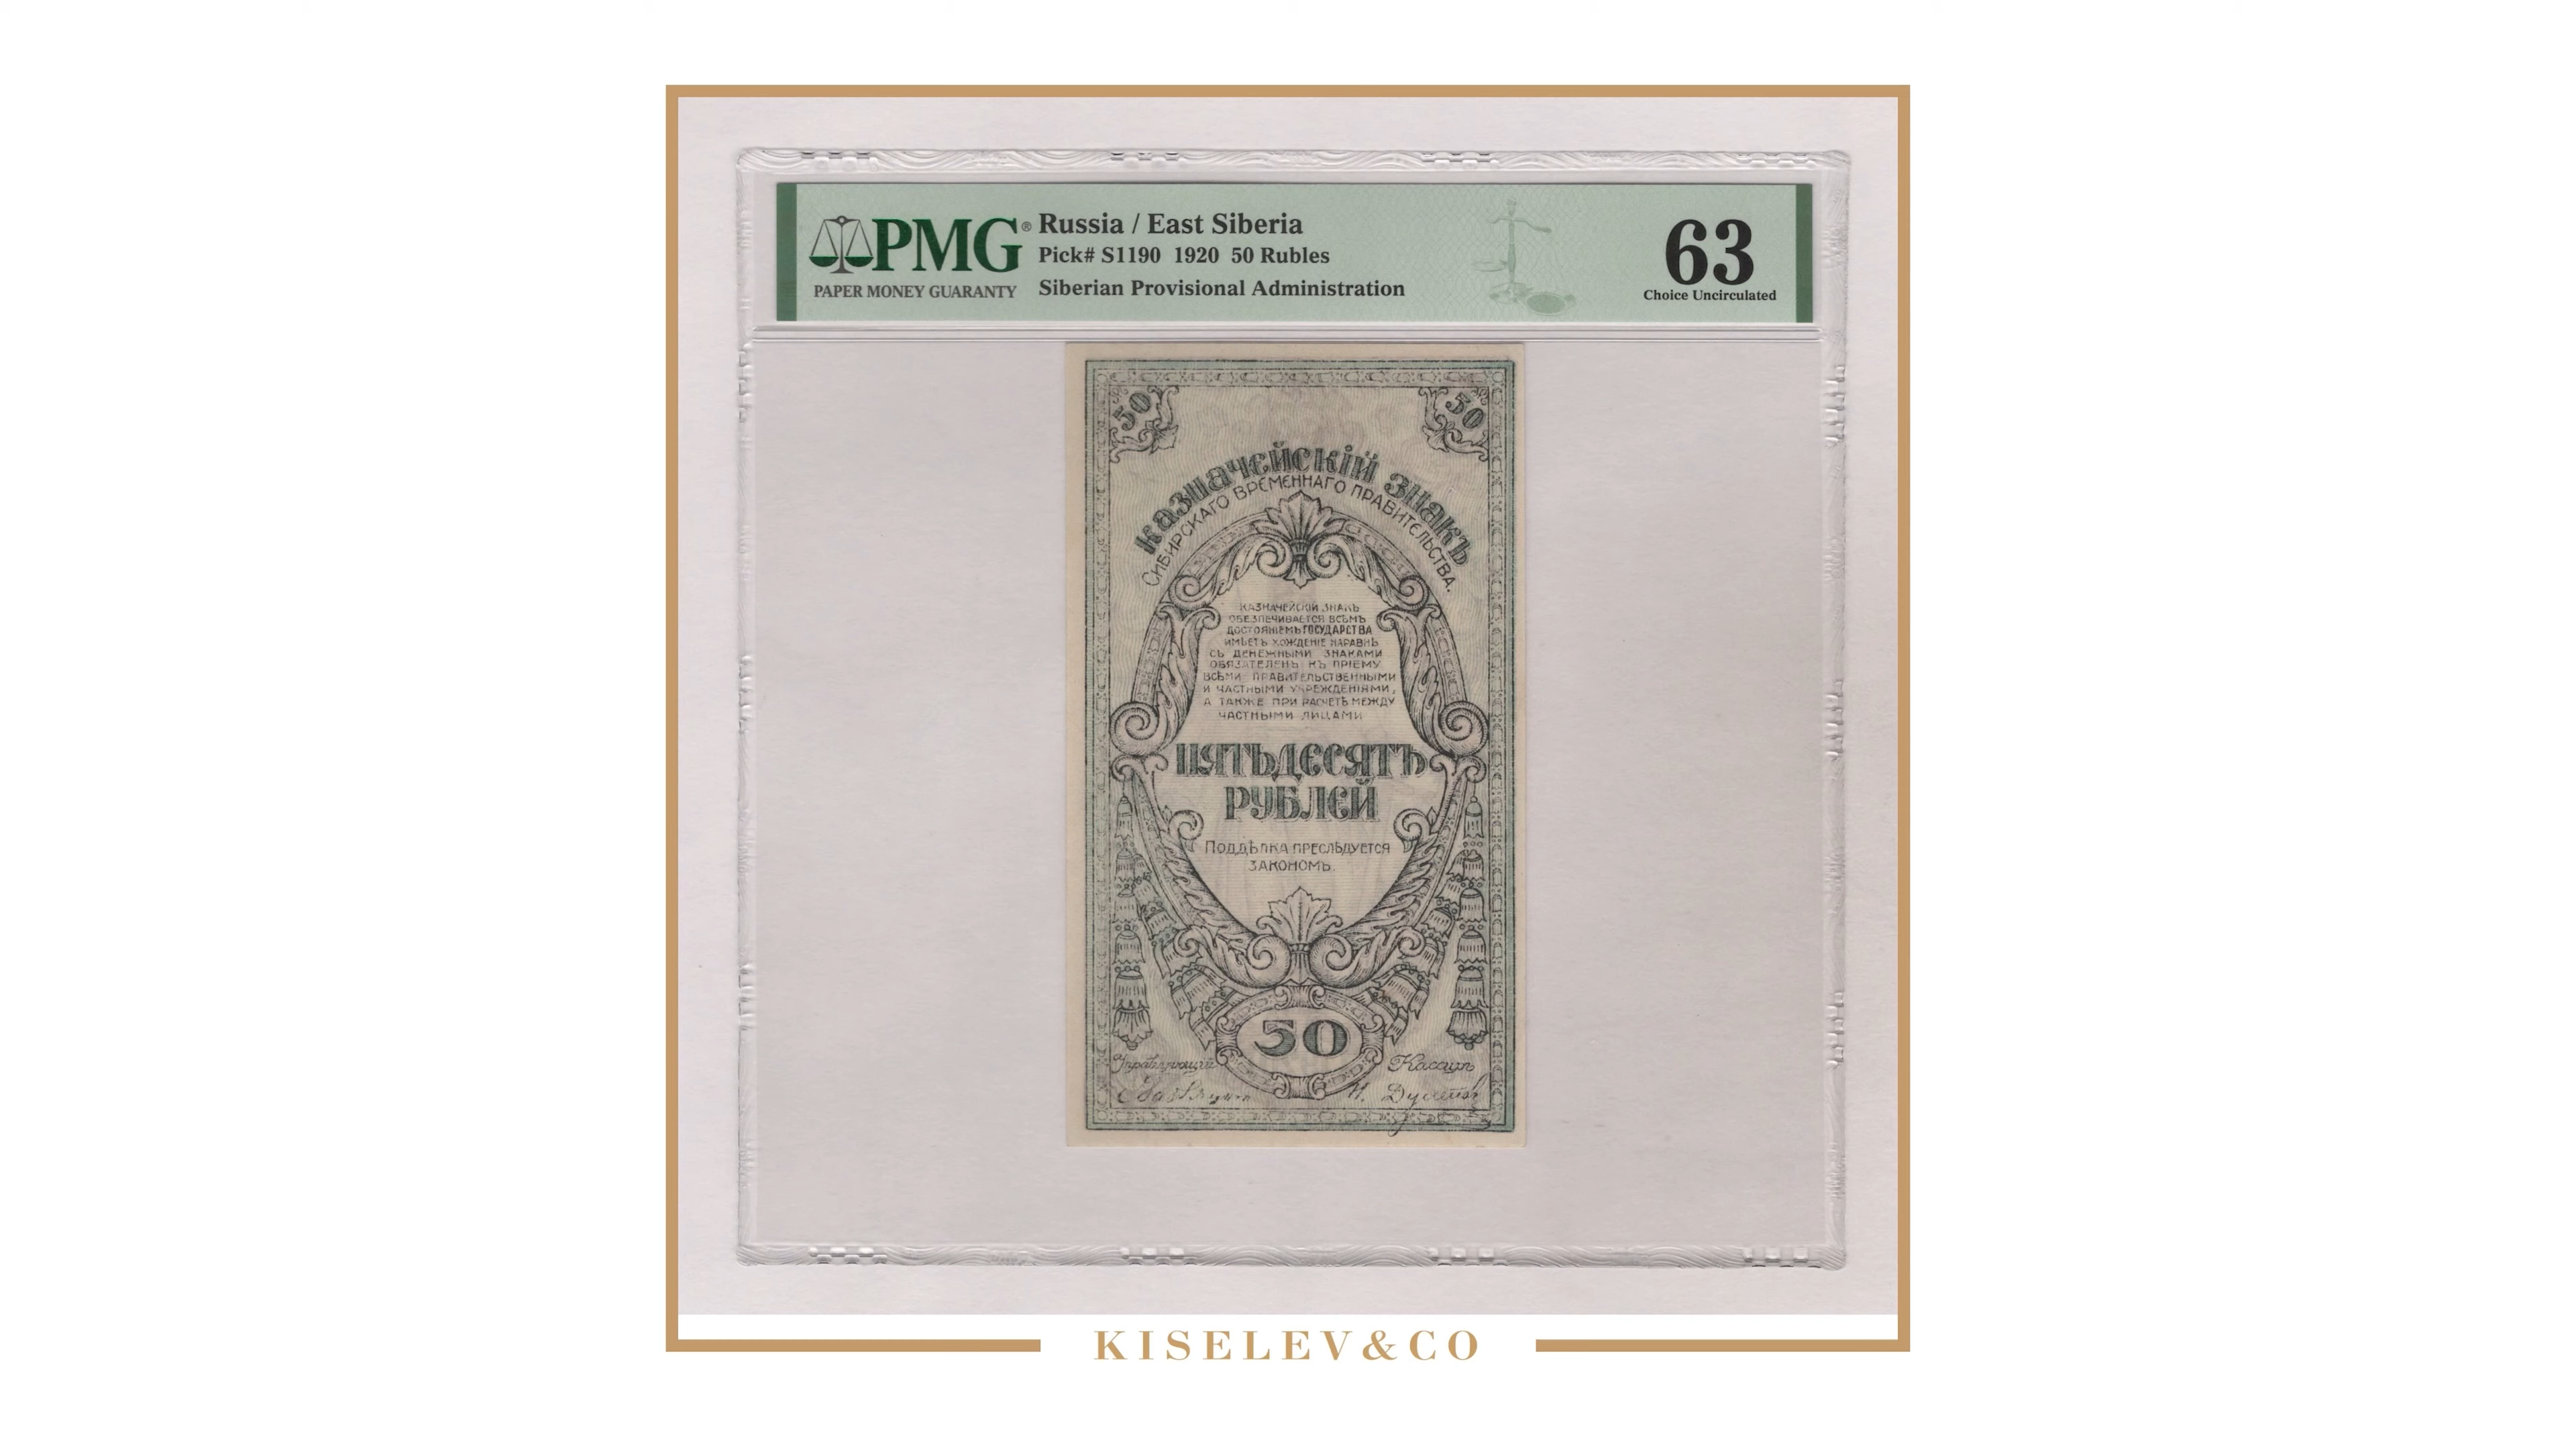 PMG®
PAPER MONEY GUARANTY
Russia / East Siberia
Pick# S1190 1920 50 Rubles
Siberian Provisional Administration
63
Choice Uncirculated
50
50
Казначейскій знакъ
Сибирскаго временнаго правительства.
КАЗНАЧЕЙСКІЙ ЗНАКЪ
ОБЕЗПЕЧИВАЕТСЯ ВСѢМЪ
ДОСТОЯНІЕМЪ ГОСУДАРСТВА
ИМѢЕТЪ ХОЖДЕНІЕ НАРАВНѢ
СЪ ДЕНЕЖНЫМИ ЗНАКАМИ
ОБЯЗАТЕЛЕНЪ КЪ ПРІЕМУ
ВСѢМИ ПРАВИТЕЛЬСТВЕННЫМИ
И ЧАСТНЫМИ УЧРЕЖДЕНІЯМИ,
А ТАКЖЕ ПРИ РАСЧЕТѢ МЕЖДУ
ЧАСТНЫМИ ЛИЦАМИ
ПЯТЬДЕСЯТЪ
РУБЛЕЙ
ПОДДѢЛКА ПРЕСЛѢДУЕТСЯ
ЗАКОНОМЪ.
50
Управляющій
Кассиръ
KISELEV&CO